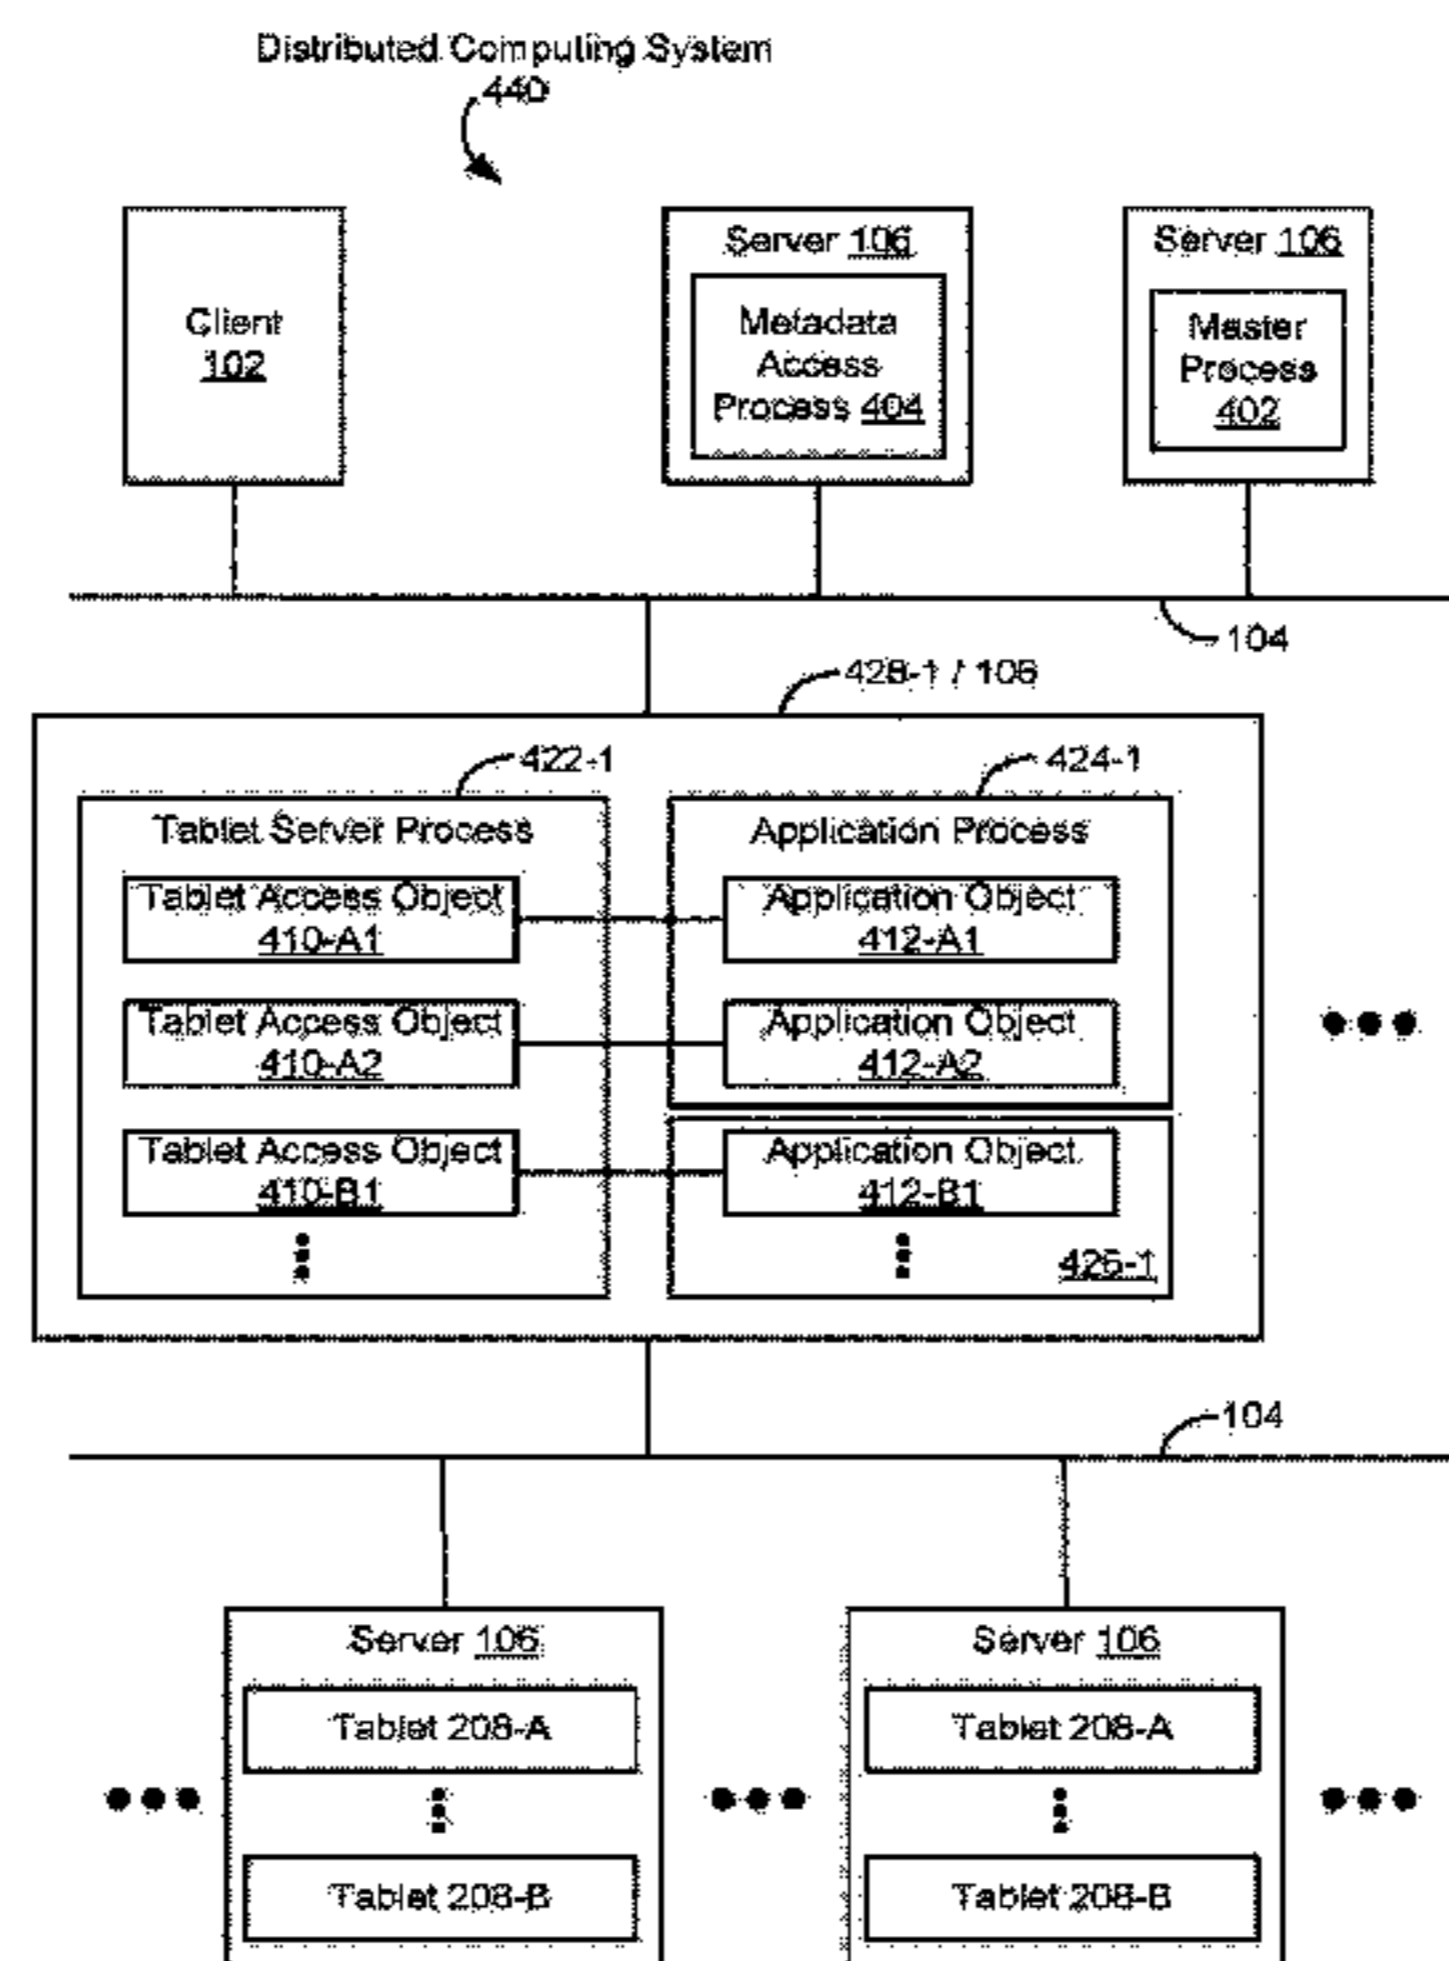 Distributed Computing System
440
Client
102
Server 106
Metadata
Access
Process 404
Server 106
Master
Process
402
104
428-1 / 106
422-1
424-1
Tablet Server Process
Application Process
Tablet Access Object
410-A1
Application Object
412-A1
Tablet Access Object
410-A2
Application Object
412-A2
Tablet Access Object
410-B1
Application Object
412-B1
426-1
104
Server 106
Tablet 208-A
Tablet 208-B
Server 106
Tablet 208-A
Tablet 208-B